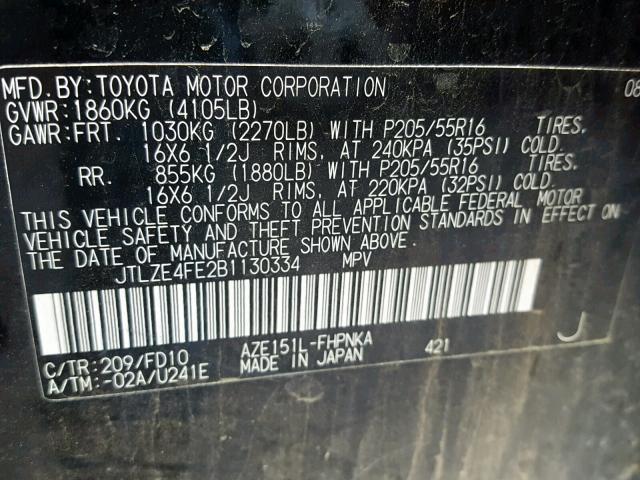 MFD.BY:TOYOTA MOTOR CORPORATION 08
GVWR:1860KG (4105LB)
GAWR:FRT. 1030KG (2270LB) WITH P205/55R16 TIRES,
16X6 1/2J RIMS, AT 240KPA (35PSI) COLD.
RR. 855KG (1880LB) WITH P205/55R16 TIRES,
16X6 1/2J RIMS, AT 220KPA (32PSI) COLD.
THIS VEHICLE CONFORMS TO ALL APPLICABLE FEDERAL MOTOR
VEHICLE SAFETY AND THEFT PREVENTION STANDARDS IN EFFECT ON
THE DATE OF MANUFACTURE SHOWN ABOVE.
JTLZE4FE2B1130334 MPV
C/TR:209/FD10 AZE151L-FHPNKA 421 J
A/TM:-02A/U241E MADE IN JAPAN